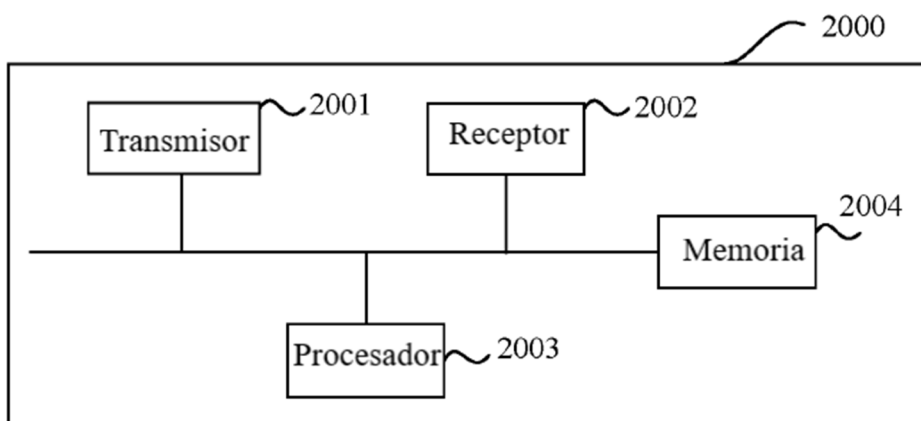 2000
Transmisor
2001
Receptor
2002
Memoria
2004
Procesador
2003